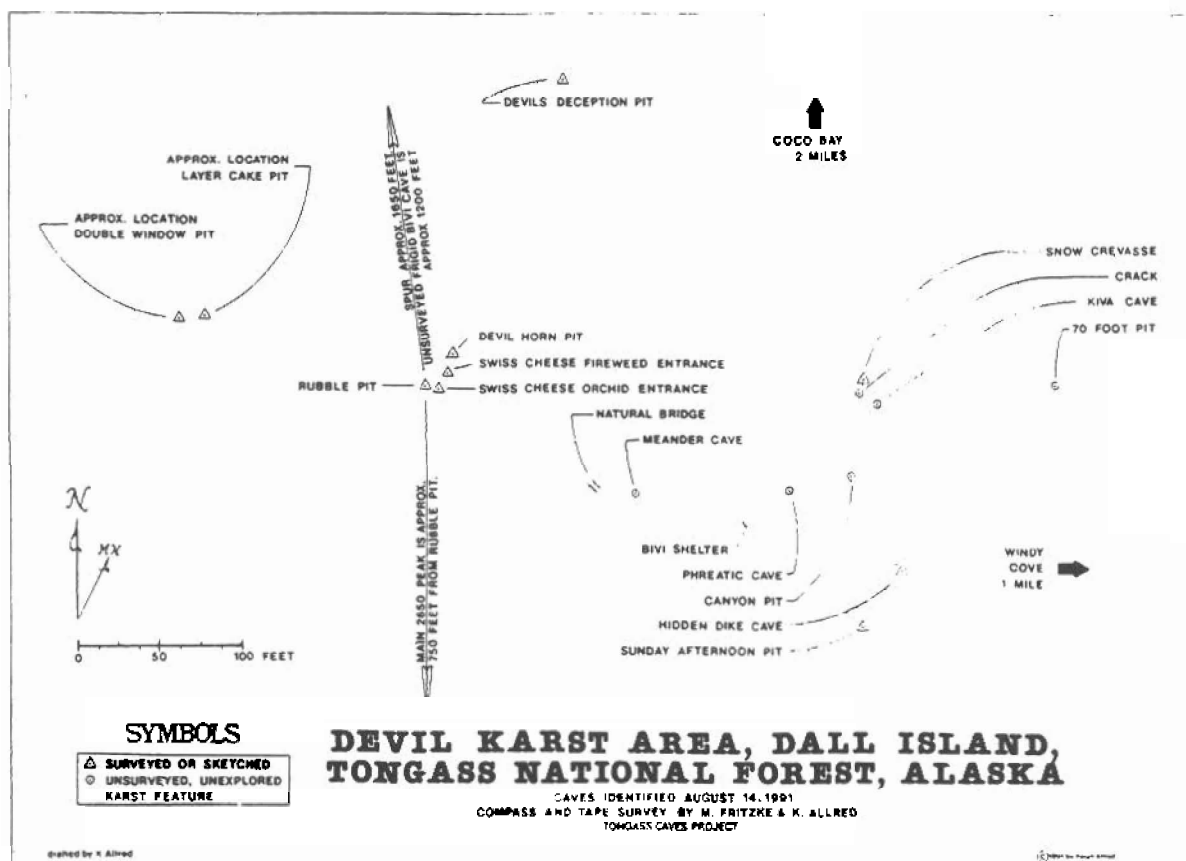 DEVILS DECEPTION PIT
COCO BAY
2 MILES
APPROX. LOCATION
LAYER CAKE PIT
APPROX. LOCATION
DOUBLE WINDOW PIT
SPUR APPROX. 1650 FEET
UNSURVEYED FRIGID BIVI CAVE IS
APPROX 1200 FEET
SNOW CREVASSE
CRACK
KIVA CAVE
70 FOOT PIT
DEVIL HORN PIT
SWISS CHEESE FIREWEED ENTRANCE
RUBBLE PIT
SWISS CHEESE ORCHID ENTRANCE
NATURAL BRIDGE
MEANDER CAVE
MAIN 2650 PEAK IS APPROX.
750 FEET FROM RUBBLE PIT.
N
BIVI SHELTER
PHREATIC CAVE
CANYON PIT
HIDDEN DIKE CAVE
SUNDAY AFTERNOON PIT
WINDY
COVE
1 MILE
0 50 100 FEET
SYMBOLS
SURVEYED OR SKETCHED
UNSURVEYED, UNEXPLORED
KARST FEATURE
DEVIL KARST AREA, DALL ISLAND,
TONGASS NATIONAL FOREST, ALASKA
CAVES IDENTIFIED AUGUST 14, 1991
COMPASS AND TAPE SURVEY BY M. FRITZKE & K. ALLRED
TONGASS CAVES PROJECT
drafted by K Allred